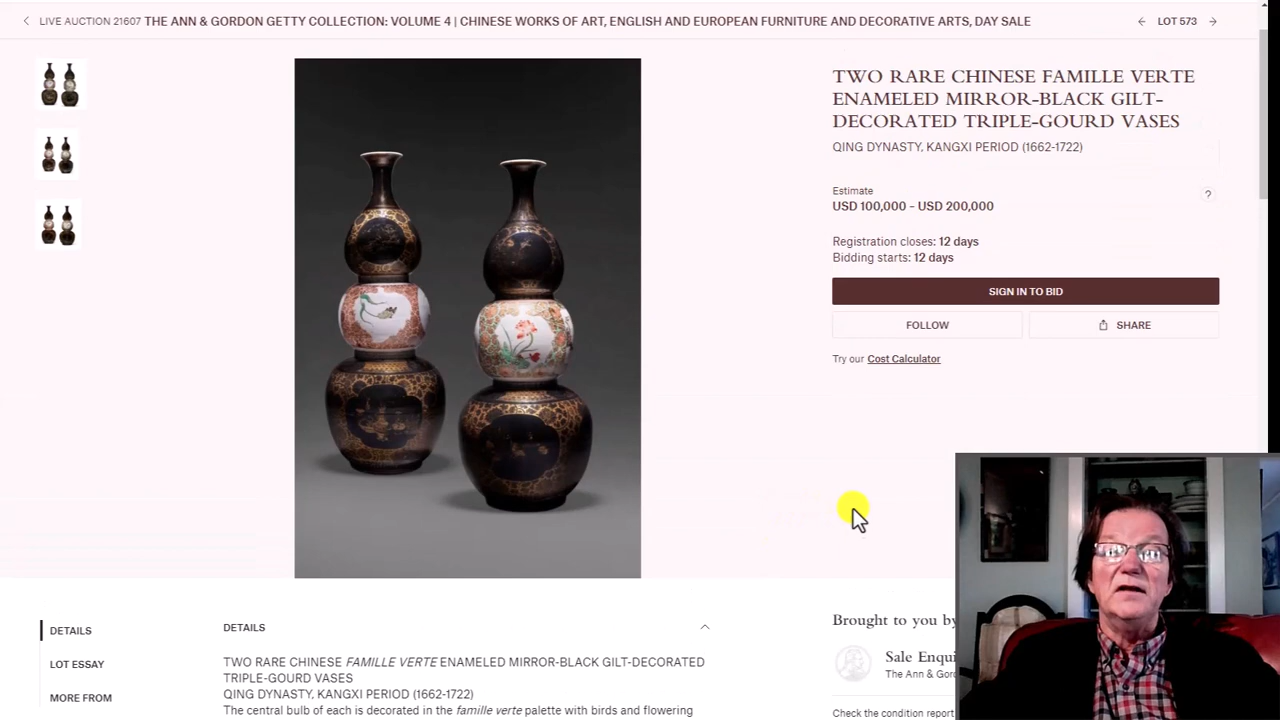 LIVE AUCTION 21607 THE ANN & GORDON GETTY COLLECTION: VOLUME 4 | CHINESE WORKS OF ART, ENGLISH AND EUROPEAN FURNITURE AND DECORATIVE ARTS, DAY SALE
LOT 573
TWO RARE CHINESE FAMILLE VERTE
ENAMELED MIRROR-BLACK GILT-
DECORATED TRIPLE-GOURD VASES
QING DYNASTY, KANGXI PERIOD (1662-1722)
Estimate
USD 100,000 – USD 200,000
?
Registration closes: 12 days
Bidding starts: 12 days
SIGN IN TO BID
FOLLOW
SHARE
Try our Cost Calculator
DETAILS
LOT ESSAY
MORE FROM
DETAILS
TWO RARE CHINESE FAMILLE VERTE ENAMELED MIRROR-BLACK GILT-DECORATED
TRIPLE-GOURD VASES
QING DYNASTY, KANGXI PERIOD (1662-1722)
The central bulb of each is decorated in the famille verte palette with birds and flowering
Brought to you by
Sale Enqui
The Ann & Gor
Check the condition report